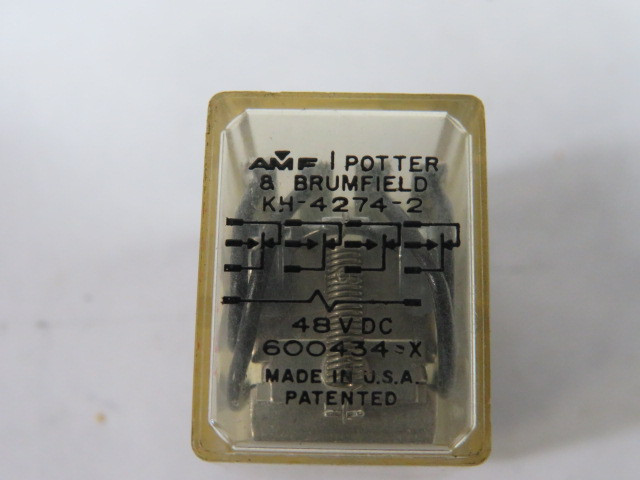 AMF | POTTER
& BRUMFIELD
KH-4274-2
48VDC
600434-X
MADE IN U.S.A.
PATENTED